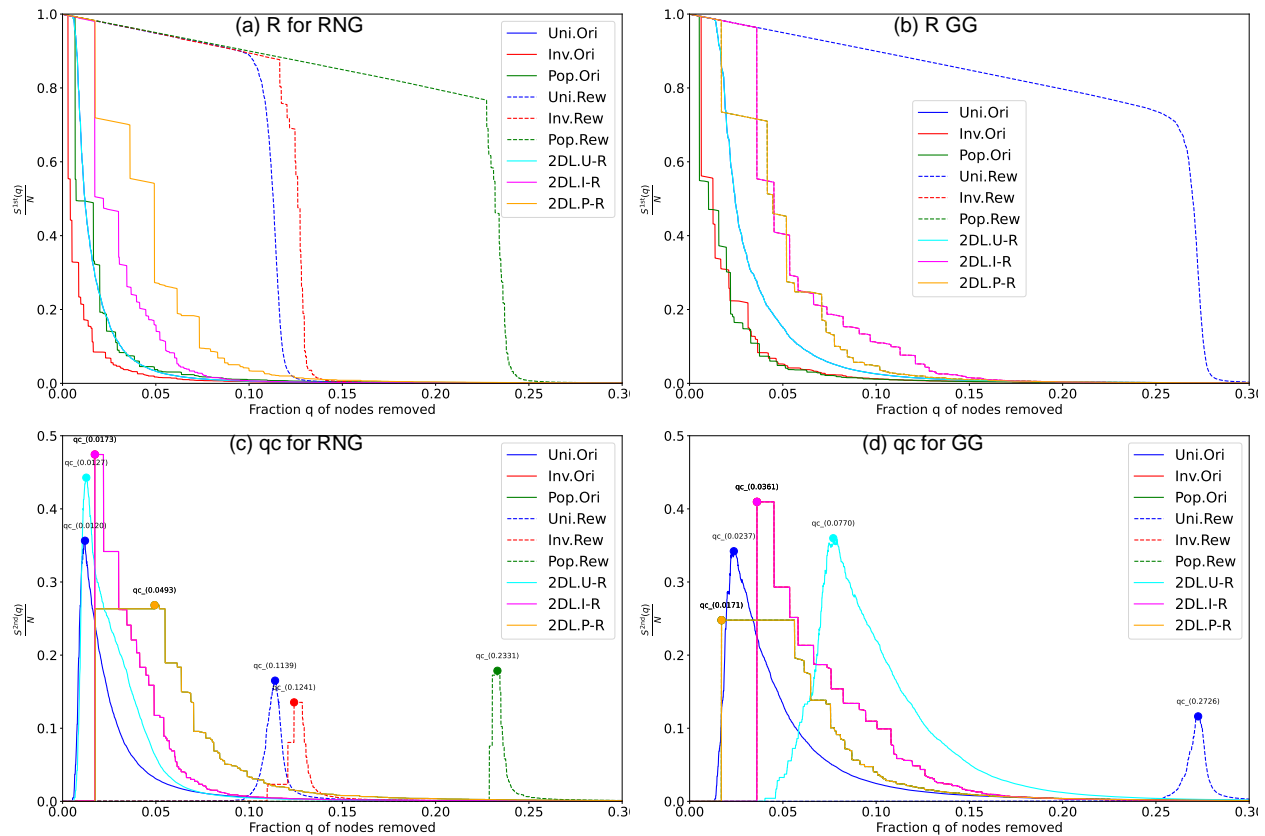 (a) R for RNG
1.0
0.8
0.6
0.4
0.2
0.0
S^{1st}(q)
N
0.00
0.05
0.10
0.15
0.20
0.25
0.30
Fraction q of nodes removed
Uni.Ori
Inv.Ori
Pop.Ori
Uni.Rew
Inv.Rew
Pop.Rew
2DL.U-R
2DL.I-R
2DL.P-R
(b) R GG
1.0
0.8
0.6
0.4
0.2
0.0
S^{1st}(q)
N
0.00
0.05
0.10
0.15
0.20
0.25
0.30
Fraction q of nodes removed
Uni.Ori
Inv.Ori
Pop.Ori
Uni.Rew
Inv.Rew
Pop.Rew
2DL.U-R
2DL.I-R
2DL.P-R
(c) qc for RNG
0.5
0.4
0.3
0.2
0.1
0.0
S^{2nd}(q)
N
qc_(0.0173)
qc_(0.0127)
qc_(0.0120)
qc_(0.0493)
qc_(0.1139)
qc_(0.1241)
qc_(0.2331)
0.00
0.05
0.10
0.15
0.20
0.25
0.30
Fraction q of nodes removed
Uni.Ori
Inv.Ori
Pop.Ori
Uni.Rew
Inv.Rew
Pop.Rew
2DL.U-R
2DL.I-R
2DL.P-R
(d) qc for GG
0.5
0.4
0.3
0.2
0.1
0.0
S^{2nd}(q)
N
qc_(0.0361)
qc_(0.0770)
qc_(0.0237)
qc_(0.0171)
qc_(0.2726)
0.00
0.05
0.10
0.15
0.20
0.25
0.30
Fraction q of nodes removed
Uni.Ori
Inv.Ori
Pop.Ori
Uni.Rew
Inv.Rew
Pop.Rew
2DL.U-R
2DL.I-R
2DL.P-R